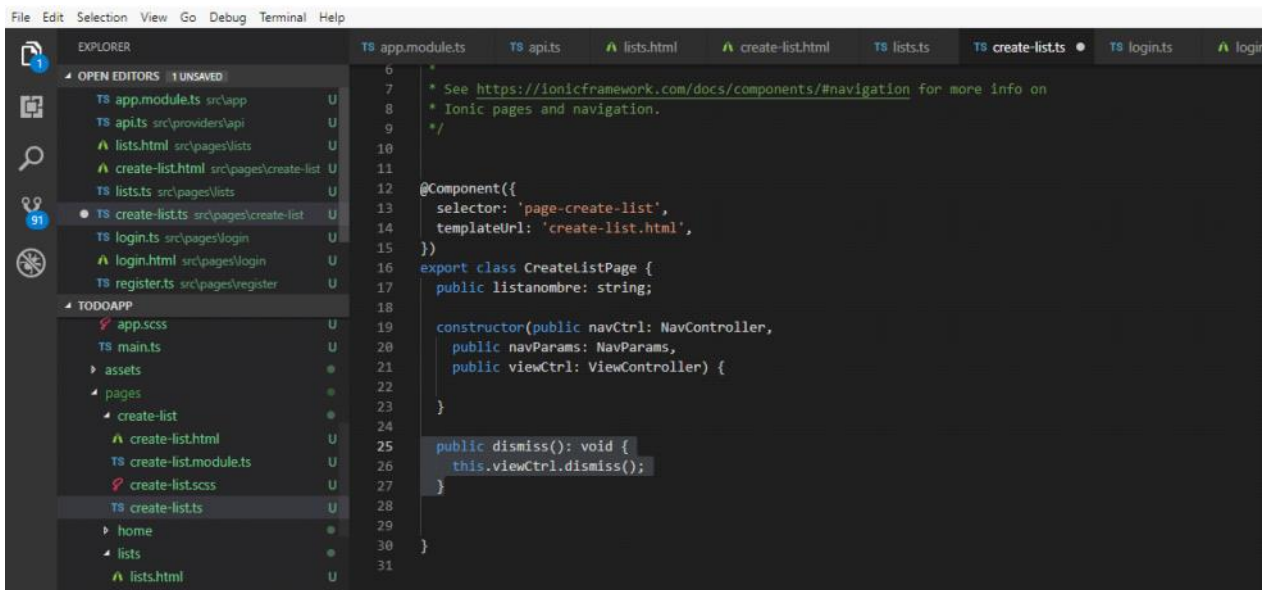 File Edit Selection View Go Debug Terminal Help
EXPLORER
OPEN EDITORS 1 UNSAVED
TS app.module.ts src\app U
TS api.ts src\providers\api U
lists.html src\pages\lists U
create-list.html src\pages\create-list U
TS lists.ts src\pages\lists U
TS create-list.ts src\pages\create-list U
TS login.ts src\pages\login U
login.html src\pages\login U
TS register.ts src\pages\register U
TODOAPP
app.scss U
TS main.ts U
assets
pages
create-list
create-list.html U
TS create-list.module.ts U
create-list.scss U
TS create-list.ts U
home
lists
lists.html U
1
91
TS app.module.ts TS api.ts lists.html create-list.html TS lists.ts TS create-list.ts TS login.ts login
6 *
7 * See https://ionicframework.com/docs/components/#navigation for more info on
8 * Ionic pages and navigation.
9 */
10
11
12 @Component({
13 selector: 'page-create-list',
14 templateUrl: 'create-list.html',
15 })
16 export class CreateListPage {
17 public listanombre: string;
18
19 constructor(public navCtrl: NavController,
20 public navParams: NavParams,
21 public viewCtrl: ViewController) {
22
23 }
24
25 public dismiss(): void {
26 this.viewCtrl.dismiss();
27 }
28
29
30 }
31